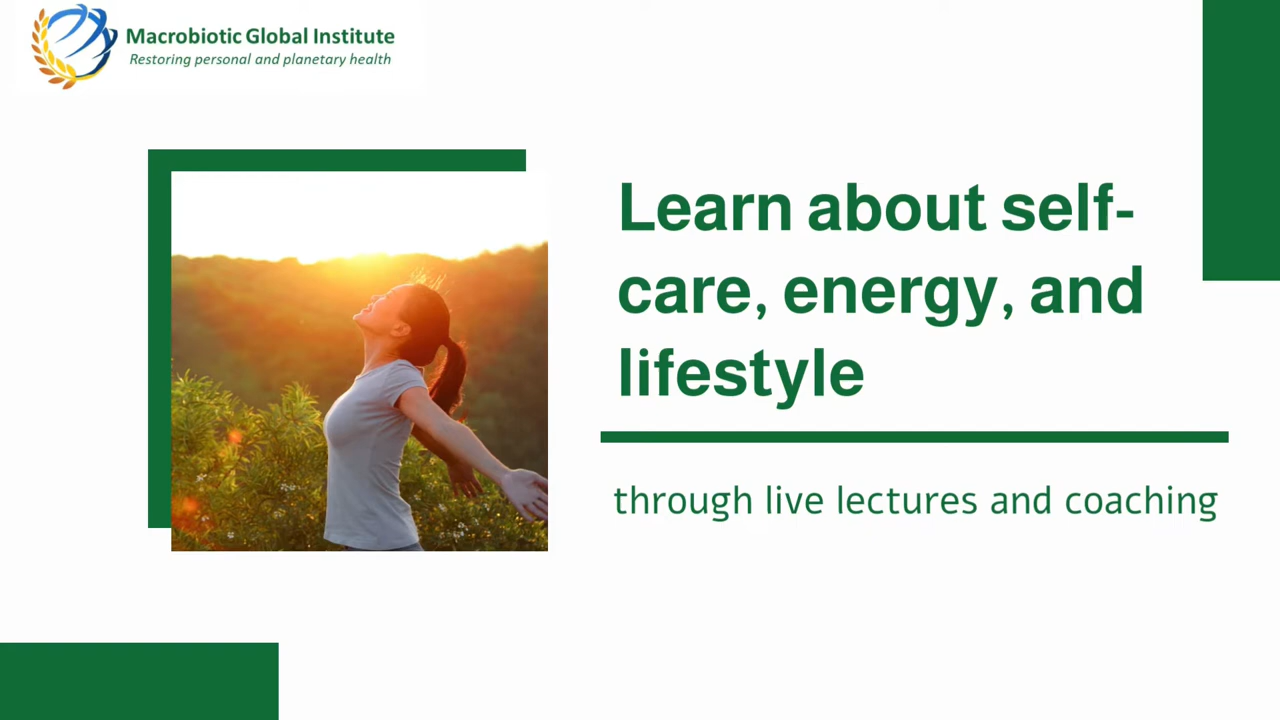 Macrobiotic Global Institute
Restoring personal and planetary health
Learn about self-
care, energy, and
lifestyle
through live lectures and coaching